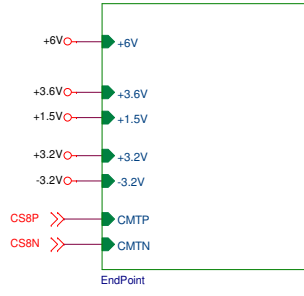 +6V +6V
+3.6V +3.6V
+1.5V +1.5V
+3.2V +3.2V
-3.2V -3.2V
CS8P CMTP
CS8N CMTN
EndPoint